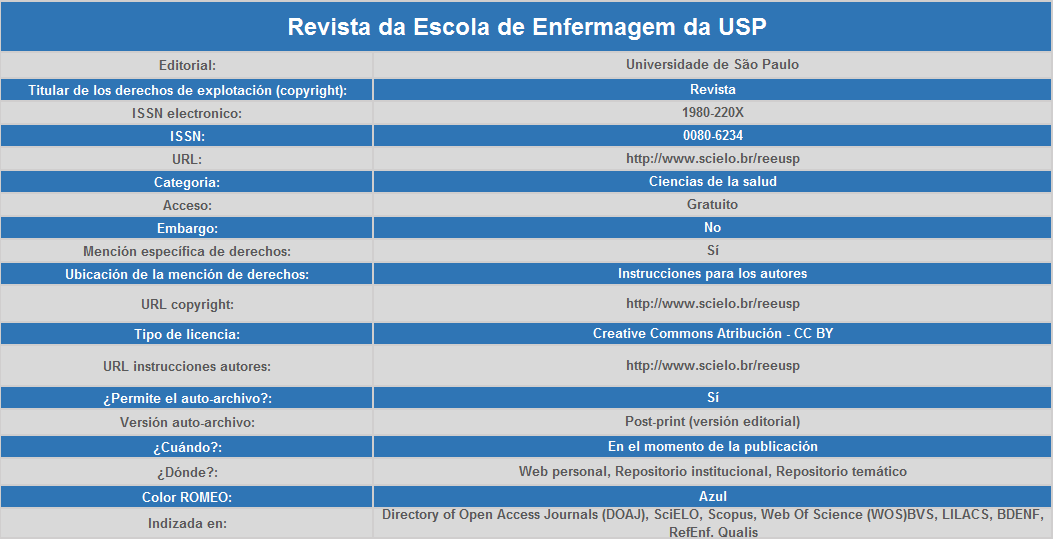 Revista da Escola de Enfermagem da USP
Editorial: Universidade de São Paulo
Titular de los derechos de explotación (copyright): Revista
ISSN electronico: 1980-220X
ISSN: 0080-6234
URL: http://www.scielo.br/reeusp
Categoria: Ciencias de la salud
Acceso: Gratuito
Embargo: No
Mención específica de derechos: Sí
Ubicación de la mención de derechos: Instrucciones para los autores
URL copyright: http://www.scielo.br/reeusp
Tipo de licencia: Creative Commons Atribución - CC BY
URL instrucciones autores: http://www.scielo.br/reeusp
¿Permite el auto-archivo?: Sí
Versión auto-archivo: Post-print (versión editorial)
¿Cuándo?: En el momento de la publicación
¿Dónde?: Web personal, Repositorio institucional, Repositorio temático
Color ROMEO: Azul
Indizada en: Directory of Open Access Journals (DOAJ), SciELO, Scopus, Web Of Science (WOS)BVS, LILACS, BDENF,
RefEnf. Qualis